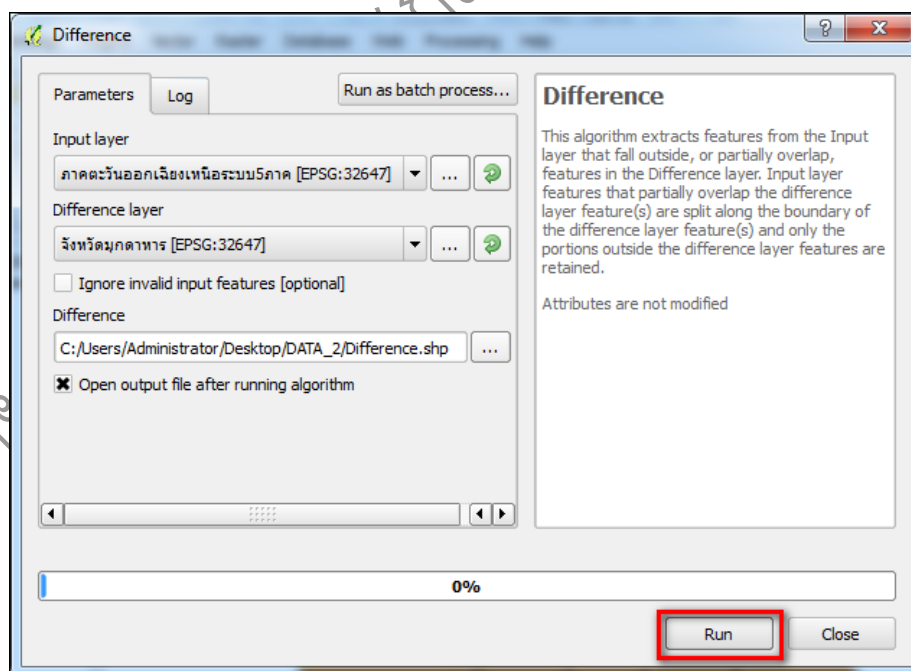 Difference
Parameters
Log
Run as batch process...
Input layer
ภาคตะวันออกเฉียงเหนือระบบ5ภาค [EPSG:32647]
...
Difference layer
จังหวัดมุกดาหาร [EPSG:32647]
...
Ignore invalid input features [optional]
Difference
C:/Users/Administrator/Desktop/DATA_2/Difference.shp
...
Open output file after running algorithm
Difference
This algorithm extracts features from the Input
layer that fall outside, or partially overlap,
features in the Difference layer. Input layer
features that partially overlap the difference
layer feature(s) are split along the boundary of
the difference layer feature(s) and only the
portions outside the difference layer features are
retained.
Attributes are not modified
0%
Run
Close